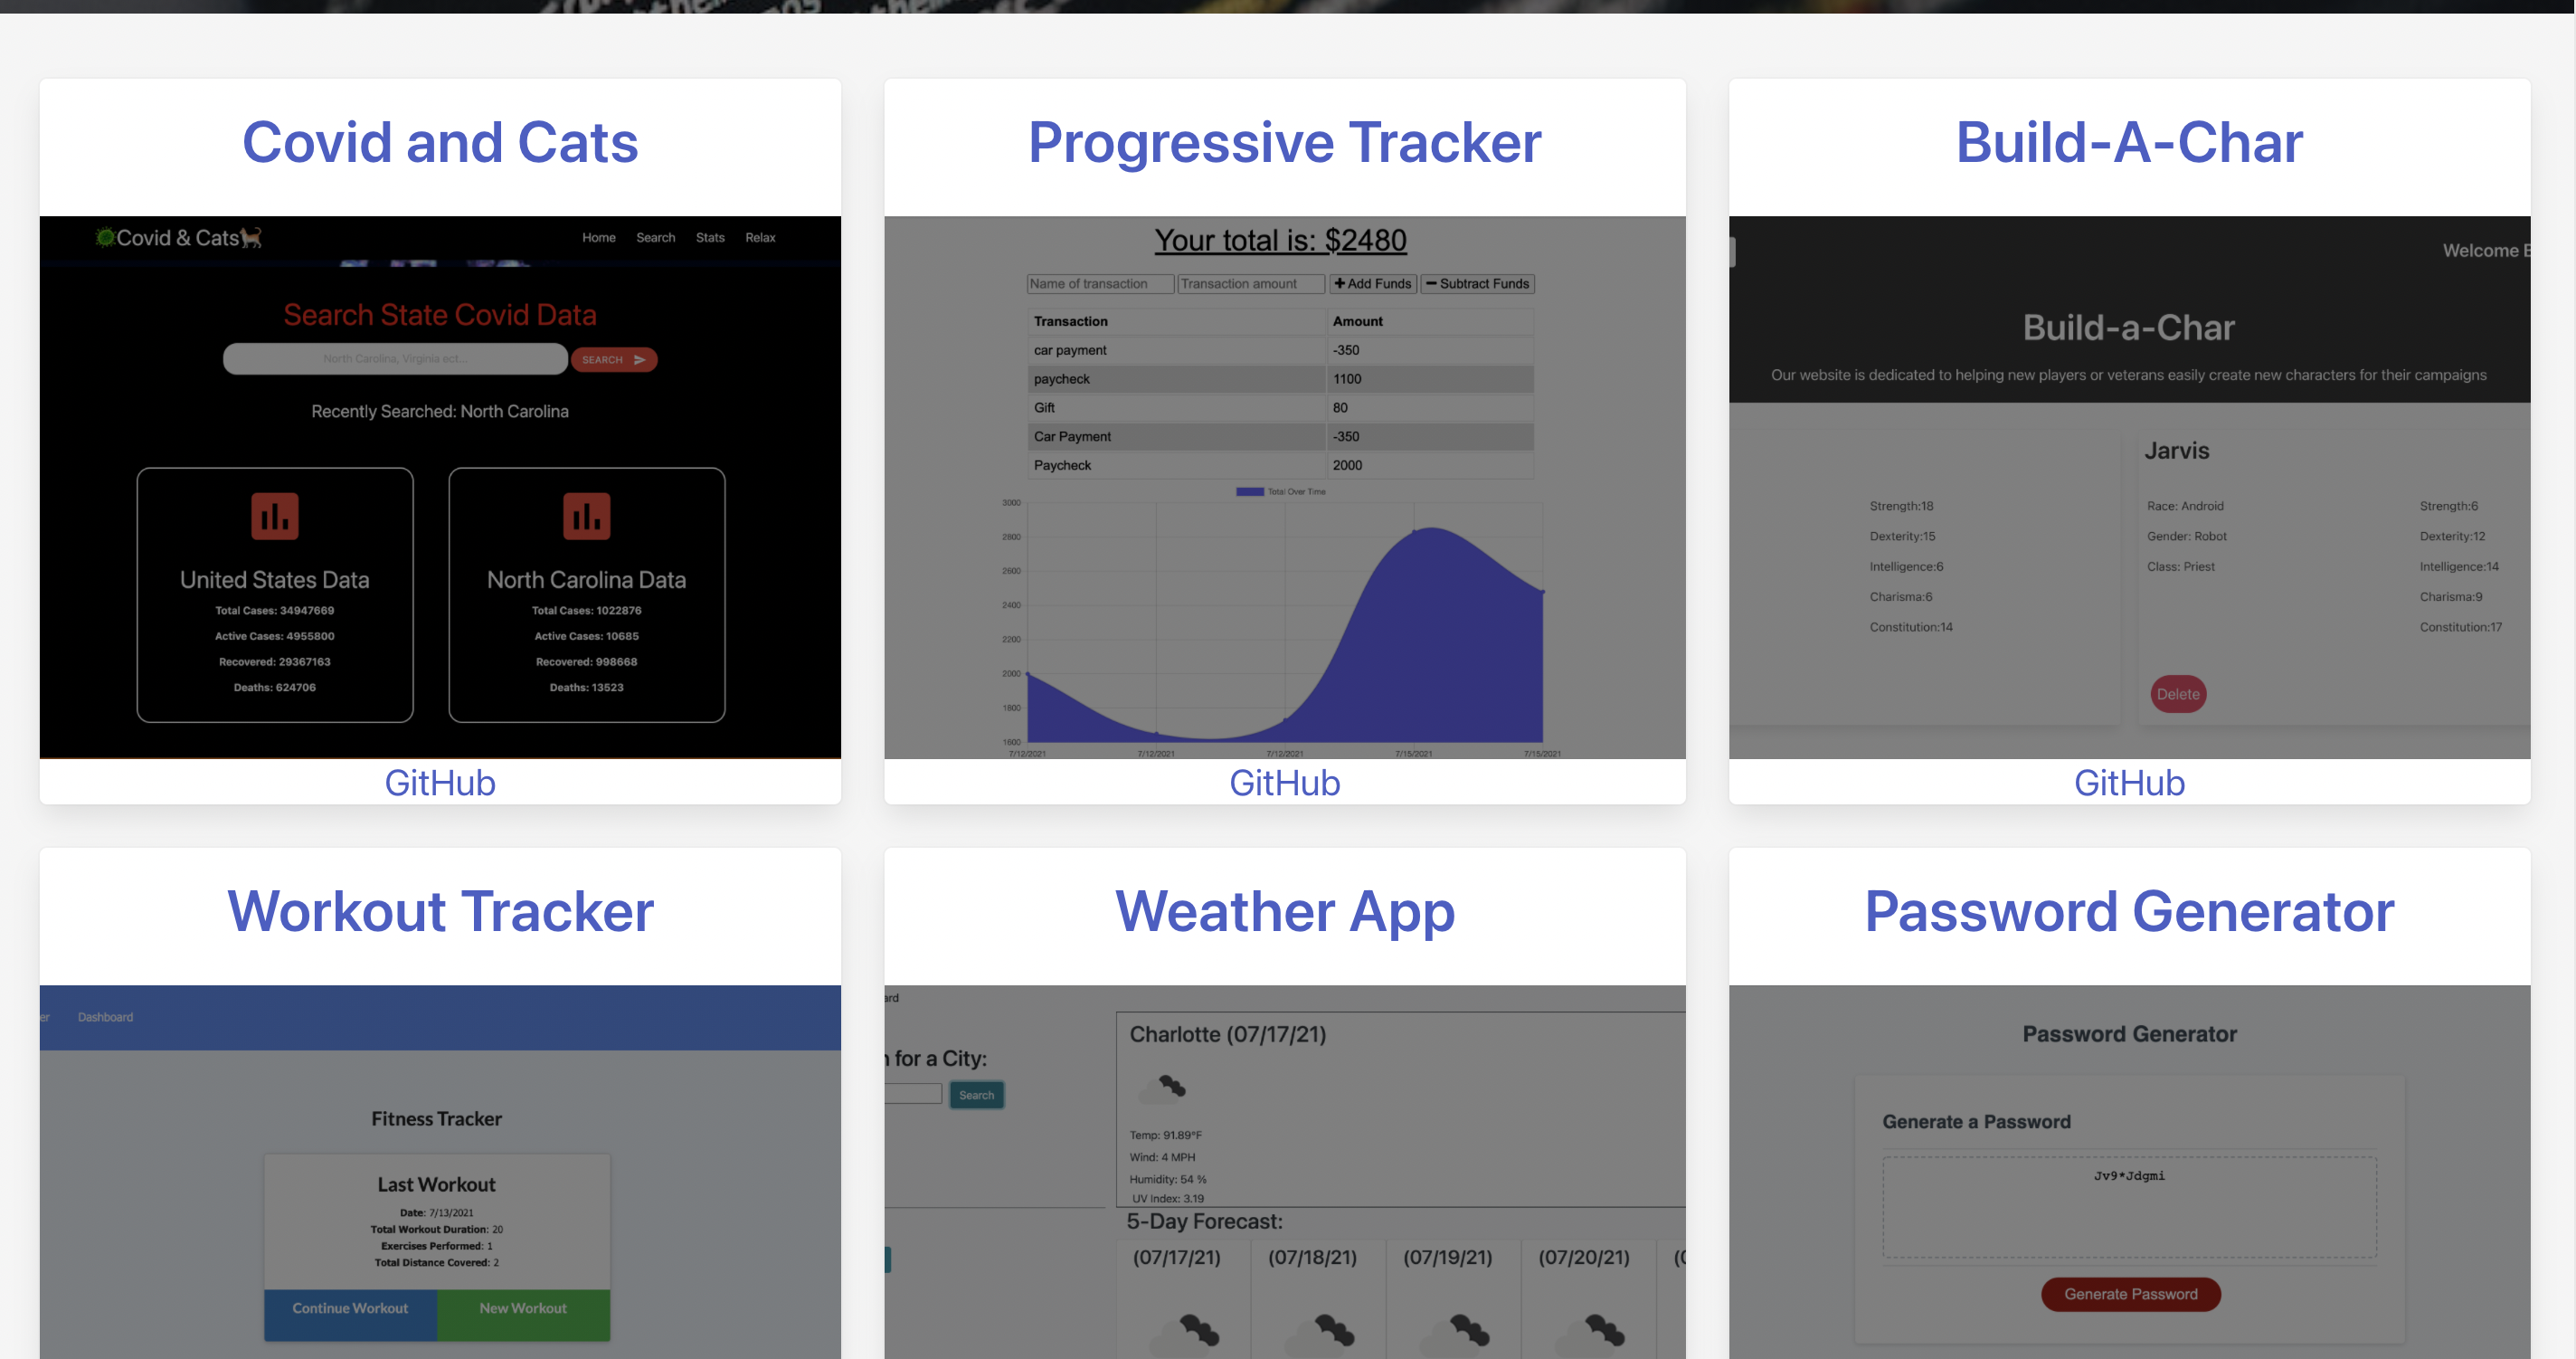 Covid and Cats
Covid & Cats
Home Search Stats Relax
Search State Covid Data
North Carolina, Virginia ect...
SEARCH
Recently Searched: North Carolina
United States Data
Total Cases: 34947669
Active Cases: 4955800
Recovered: 29367163
Deaths: 624706
North Carolina Data
Total Cases: 1022876
Active Cases: 10685
Recovered: 998668
Deaths: 13523
GitHub
Progressive Tracker
Your total is: $2480
Name of transaction Transaction amount Add Funds Subtract Funds
Transaction Amount
car payment -350
paycheck 1100
Gift 80
Car Payment -350
Paycheck 2000
Total Over Time
3000
2800
2600
2400
2200
2000
1800
1600
7/12/2021 7/12/2021 7/12/2021 7/15/2021 7/15/2021
GitHub
Build-A-Char
Welcome
Build-a-Char
Our website is dedicated to helping new players or veterans easily create new characters for their campaigns
Strength:18
Dexterity:15
Intelligence:6
Charisma:6
Constitution:14
Jarvis
Race: Android Strength:6
Gender: Robot Dexterity:12
Class: Priest Intelligence:14
Charisma:9
Constitution:17
Delete
GitHub
Workout Tracker
er Dashboard
Fitness Tracker
Last Workout
Date: 7/13/2021
Total Workout Duration: 20
Exercises Performed: 1
Total Distance Covered: 2
Continue Workout New Workout
Weather App
ard
for a City:
Search
Charlotte (07/17/21)
Temp: 91.89°F
Wind: 4 MPH
Humidity: 54 %
UV Index: 3.19
5-Day Forecast:
(07/17/21) (07/18/21) (07/19/21) (07/20/21)
Password Generator
Password Generator
Generate a Password
Jv9*Jdgmi
Generate Password